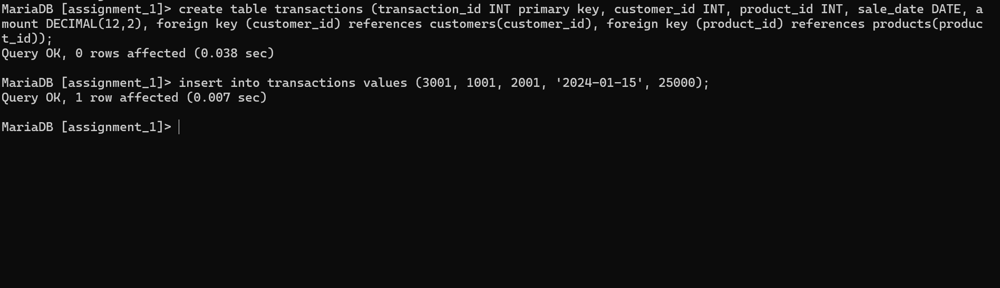 MariaDB [assignment_1]> create table transactions (transaction_id INT primary key, customer_id INT, product_id INT, sale_date DATE, a
mount DECIMAL(12,2), foreign key (customer_id) references customers(customer_id), foreign key (product_id) references products(produc
t_id));
Query OK, 0 rows affected (0.038 sec)
MariaDB [assignment_1]> insert into transactions values (3001, 1001, 2001, '2024-01-15', 25000);
Query OK, 1 row affected (0.007 sec)
MariaDB [assignment_1]>